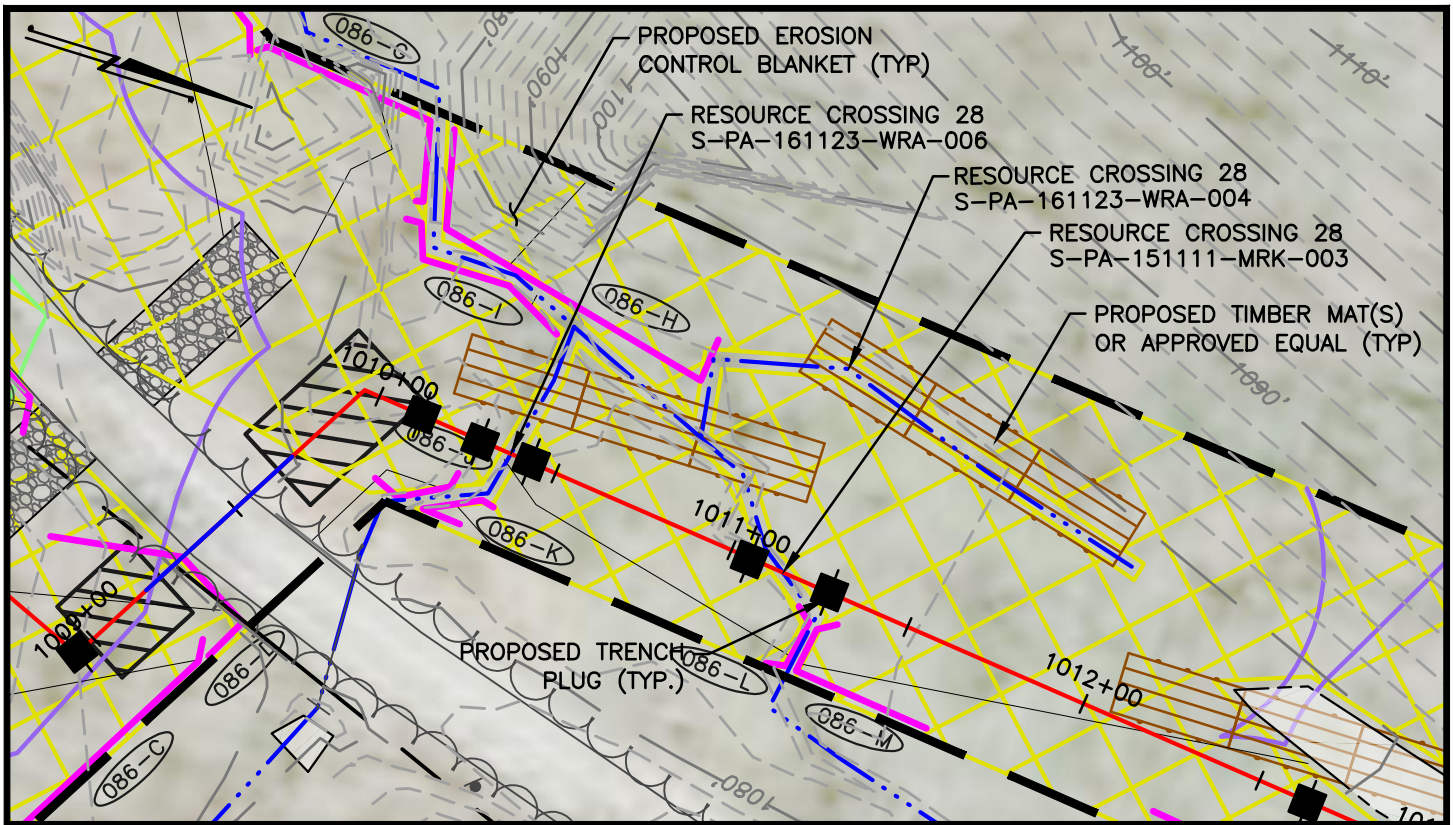 086-G
080'
1090'
1100'
1100'
1110'
PROPOSED EROSION
CONTROL BLANKET (TYP)
RESOURCE CROSSING 28
S-PA-161123-WRA-006
RESOURCE CROSSING 28
S-PA-161123-WRA-004
RESOURCE CROSSING 28
S-PA-151111-MRK-003
PROPOSED TIMBER MAT(S)
OR APPROVED EQUAL (TYP)
086-I
086-H
1010+00
1090'
086-J
086-K
1011+00
1009+00
PROPOSED TRENCH
PLUG (TYP.)
086-L
1012+00
086-M
086-C
1080'